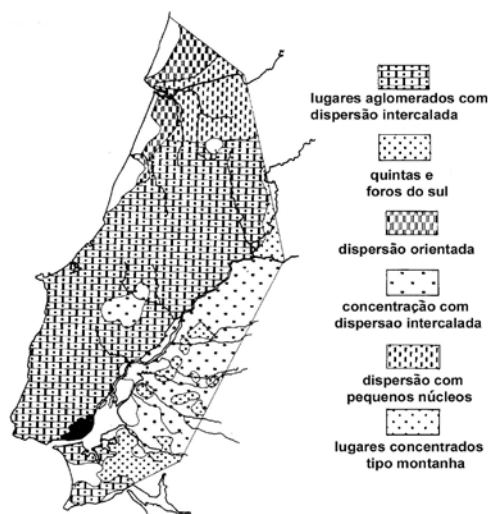 lugares aglomerados com
dispersão intercalada
quintas e
foros do sul
dispersão orientada
concentração com
dispersao intercalada
dispersão com
pequenos núcleos
lugares concentrados
tipo montanha